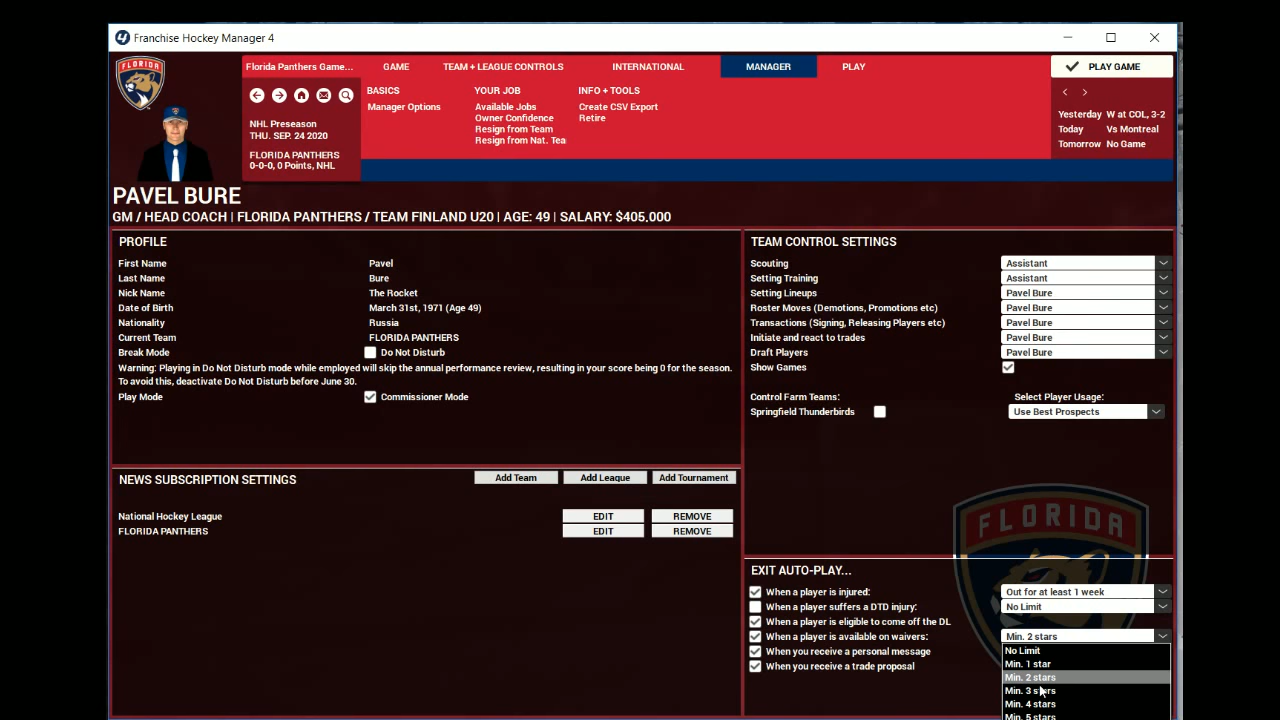 Franchise Hockey Manager 4
Florida Panthers Game...
GAME
TEAM + LEAGUE CONTROLS
INTERNATIONAL
MANAGER
PLAY
PLAY GAME
BASICS
Manager Options
YOUR JOB
Available Jobs
Owner Confidence
Resign from Team
Resign from Nat. Tea
INFO + TOOLS
Create CSV Export
Retire
NHL Preseason
THU. SEP. 24 2020
FLORIDA PANTHERS
0-0-0, 0 Points, NHL
Yesterday W at COL, 3-2
Today Vs Montreal
Tomorrow No Game
FLORIDA
PAVEL BURE
GM / HEAD COACH | FLORIDA PANTHERS / TEAM FINLAND U20 | AGE: 49 | SALARY: $405.000
PROFILE
First Name Pavel
Last Name Bure
Nick Name The Rocket
Date of Birth March 31st, 1971 (Age 49)
Nationality Russia
Current Team FLORIDA PANTHERS
Break Mode Do Not Disturb
Warning: Playing in Do Not Disturb mode while employed will skip the annual performance review, resulting in your score being 0 for the season.
To avoid this, deactivate Do Not Disturb before June 30.
Play Mode Commissioner Mode
NEWS SUBSCRIPTION SETTINGS
Add Team Add League Add Tournament
National Hockey League EDIT REMOVE
FLORIDA PANTHERS EDIT REMOVE
TEAM CONTROL SETTINGS
Scouting Assistant
Setting Training Assistant
Setting Lineups Pavel Bure
Roster Moves (Demotions, Promotions etc) Pavel Bure
Transactions (Signing, Releasing Players etc) Pavel Bure
Initiate and react to trades Pavel Bure
Draft Players Pavel Bure
Show Games
Control Farm Teams: Select Player Usage:
Springfield Thunderbirds Use Best Prospects
FLORIDA
EXIT AUTO-PLAY...
When a player is injured: Out for at least 1 week
When a player suffers a DTD injury: No Limit
When a player is eligible to come off the DL
When a player is available on waivers: Min. 2 stars
When you receive a personal message
When you receive a trade proposal
No Limit
Min. 1 star
Min. 2 stars
Min. 3 stars
Min. 4 stars
Min. 5 stars